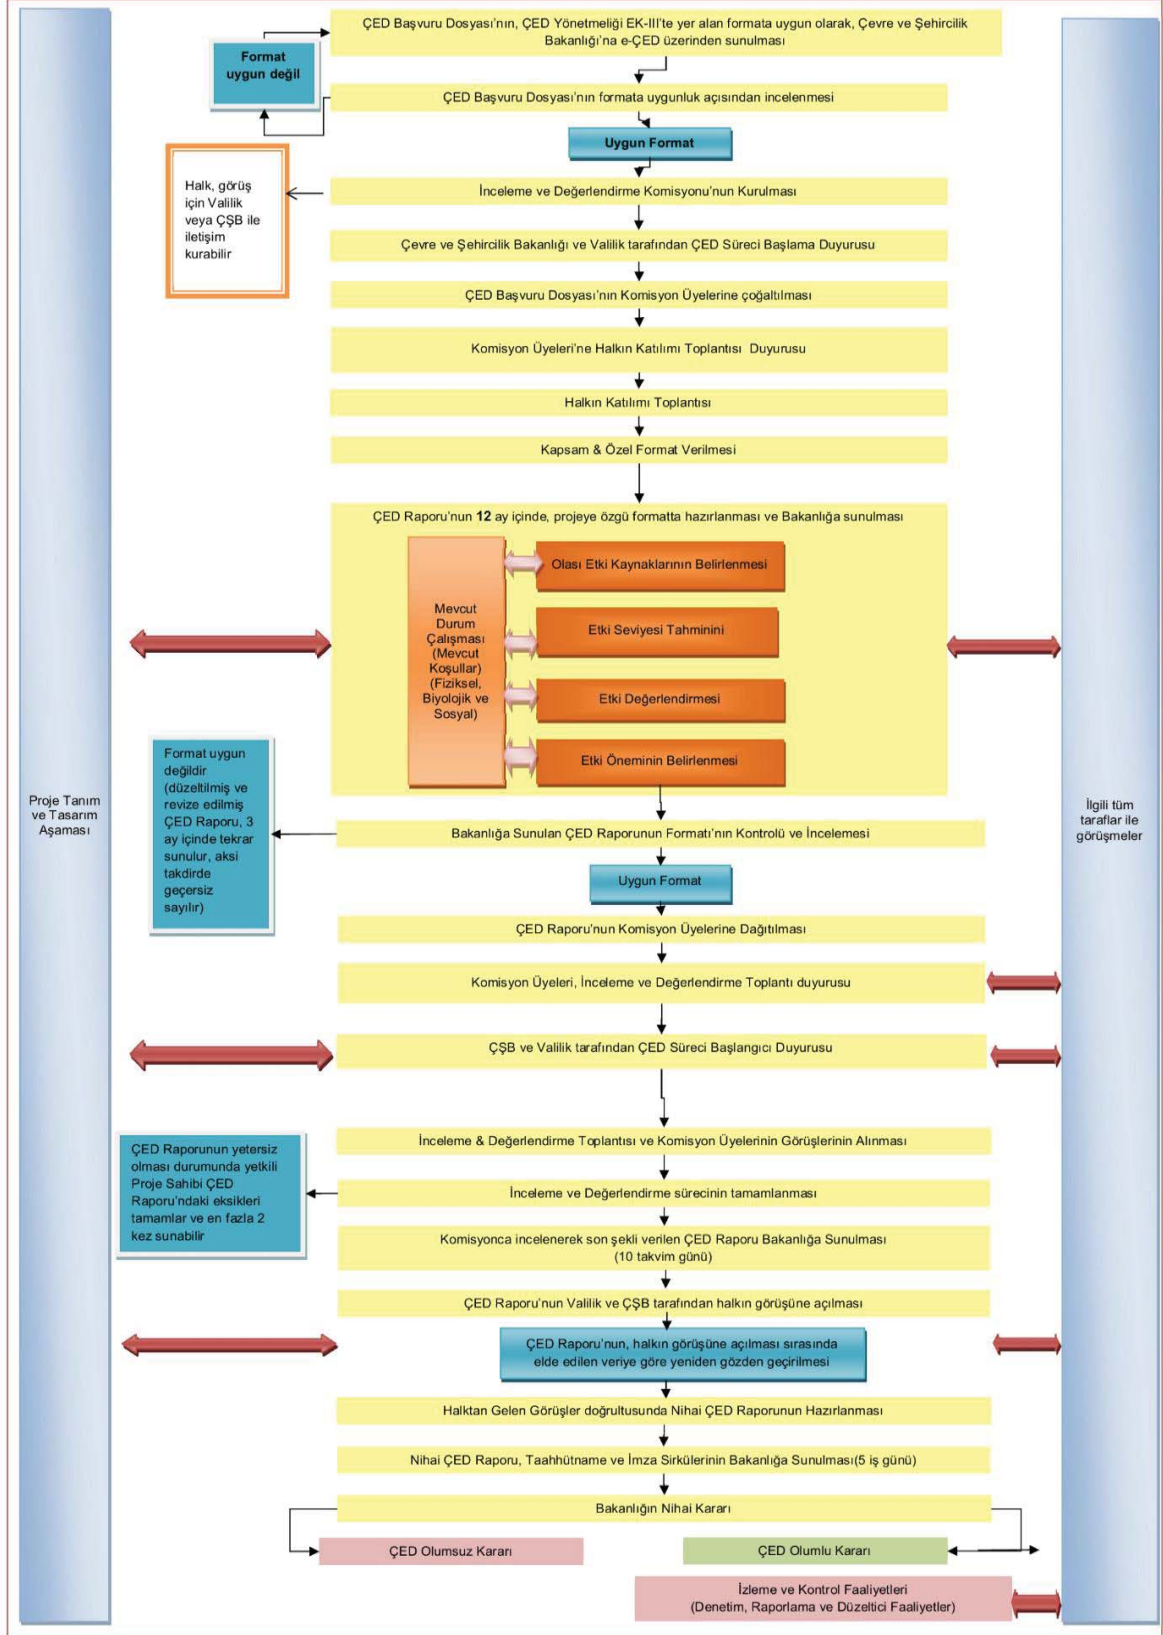 ÇED Başvuru Dosyası’nın, ÇED Yönetmeliği EK-III’te yer alan formata uygun olarak, Çevre ve Şehircilik
Bakanlığı’na e-ÇED üzerinden sunulması
Format
uygun değil
ÇED Başvuru Dosyası’nın formata uygunluk açısından incelenmesi
Uygun Format
Halk, görüş
için Valilik
veya ÇŞB ile
iletişim
kurabilir
İnceleme ve Değerlendirme Komisyonu’nun Kurulması
Çevre ve Şehircilik Bakanlığı ve Valilik tarafından ÇED Süreci Başlama Duyurusu
ÇED Başvuru Dosyası’nın Komisyon Üyelerine çoğaltılması
Komisyon Üyeleri’ne Halkın Katılımı Toplantısı Duyurusu
Halkın Katılımı Toplantısı
Kapsam & Özel Format Verilmesi
ÇED Raporu’nun 12 ay içinde, projeye özgü formatta hazırlanması ve Bakanlığa sunulması
Mevcut
Durum
Çalışması
(Mevcut
Koşullar)
(Fiziksel,
Biyolojik ve
Sosyal)
Olası Etki Kaynaklarının Belirlenmesi
Etki Seviyesi Tahminini
Etki Değerlendirmesi
Etki Öneminin Belirlenmesi
Proje Tanım
ve Tasarım
Aşaması
İlgili tüm
taraflar ile
görüşmeler
Format uygun
değildir
(düzeltilmiş ve
revize edilmiş
ÇED Raporu, 3
ay içinde tekrar
sunulur, aksi
takdirde
geçersiz
sayılır)
Bakanlığa Sunulan ÇED Raporunun Formatı’nın Kontrolü ve İncelemesi
Uygun Format
ÇED Raporu’nun Komisyon Üyelerine Dağıtılması
Komisyon Üyeleri, İnceleme ve Değerlendirme Toplantı duyurusu
ÇŞB ve Valilik tarafından ÇED Süreci Başlangıcı Duyurusu
İnceleme & Değerlendirme Toplantısı ve Komisyon Üyelerinin Görüşlerinin Alınması
ÇED Raporunun yetersiz
olması durumunda yetkili
Proje Sahibi ÇED
Raporu’ndaki eksikleri
tamamlar ve en fazla 2
kez sunabilir
İnceleme ve Değerlendirme sürecinin tamamlanması
Komisyonca incelenerek son şekli verilen ÇED Raporu Bakanlığa Sunulması
(10 takvim günü)
ÇED Raporu’nun Valilik ve ÇŞB tarafından halkın görüşüne açılması
ÇED Raporu’nun, halkın görüşüne açılması sırasında
elde edilen veriye göre yeniden gözden geçirilmesi
Halktan Gelen Görüşler doğrultusunda Nihai ÇED Raporunun Hazırlanması
Nihai ÇED Raporu, Taahhütname ve İmza Sirkülerinin Bakanlığa Sunulması(5 iş günü)
Bakanlığın Nihai Kararı
ÇED Olumsuz Kararı
ÇED Olumlu Kararı
İzleme ve Kontrol Faaliyetleri
(Denetim, Raporlama ve Düzeltici Faaliyetler)